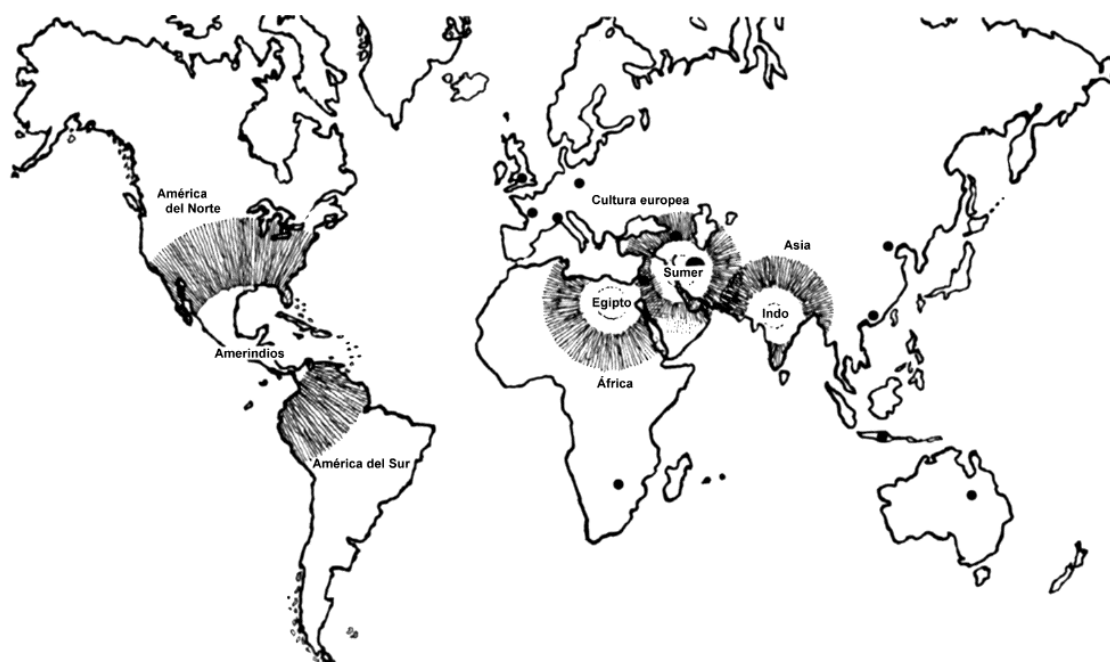 América
del Norte
Cultura europea
Asia
Sumer
Egipto
Indo
Amerindios
África
América del Sur